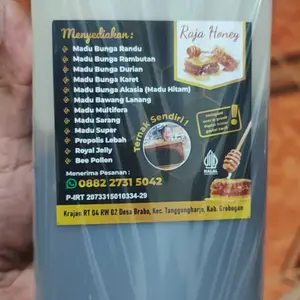 Menyediakan :
Madu Bunga Randu
Madu Bunga Rambutan
Madu Bunga Durian
Madu Bunga Karet
Madu Bunga Akasia (Madu Hitam)
Madu Bawang Lanang
Madu Multifora
Madu Sarang
Madu Super
Propolis Lebah
Royal Jelly
Bee Pollen
Menerima Pesanan :
0882 2731 5042
P-IRT 2073315010334-29
Krajan RT 04 RW 02 Desa Brabo, Kec. Tanggungharjo, Kab. Grobogan
Raja Honey
Ternak Sendiri !
HALAL